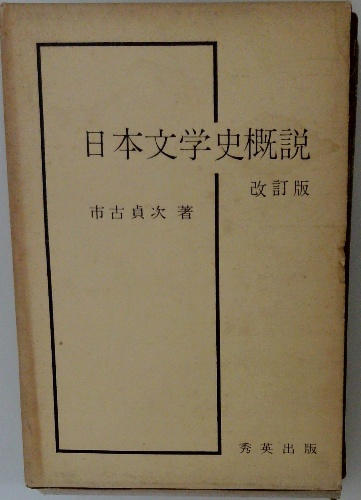 日本文学史概説
改訂版
市古貞次 著
秀英出版